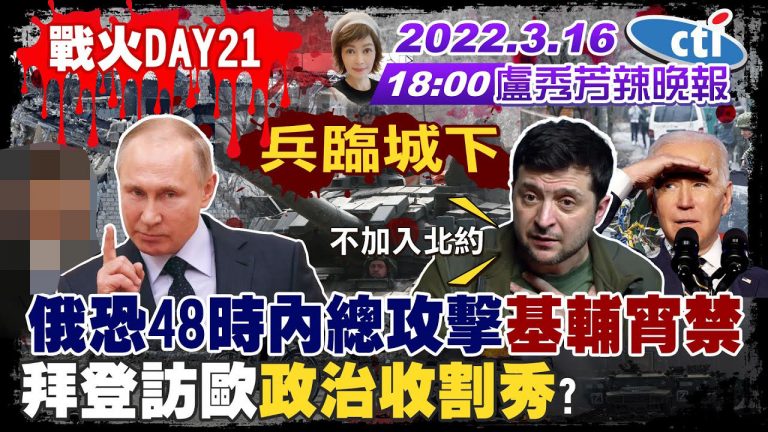 戰火DAY21
2022.3.16
cti
18:00盧秀芳辣晚報
兵臨城下
不加入北約
俄恐48時內總攻擊基輔宵禁
拜登訪歐政治收割秀?